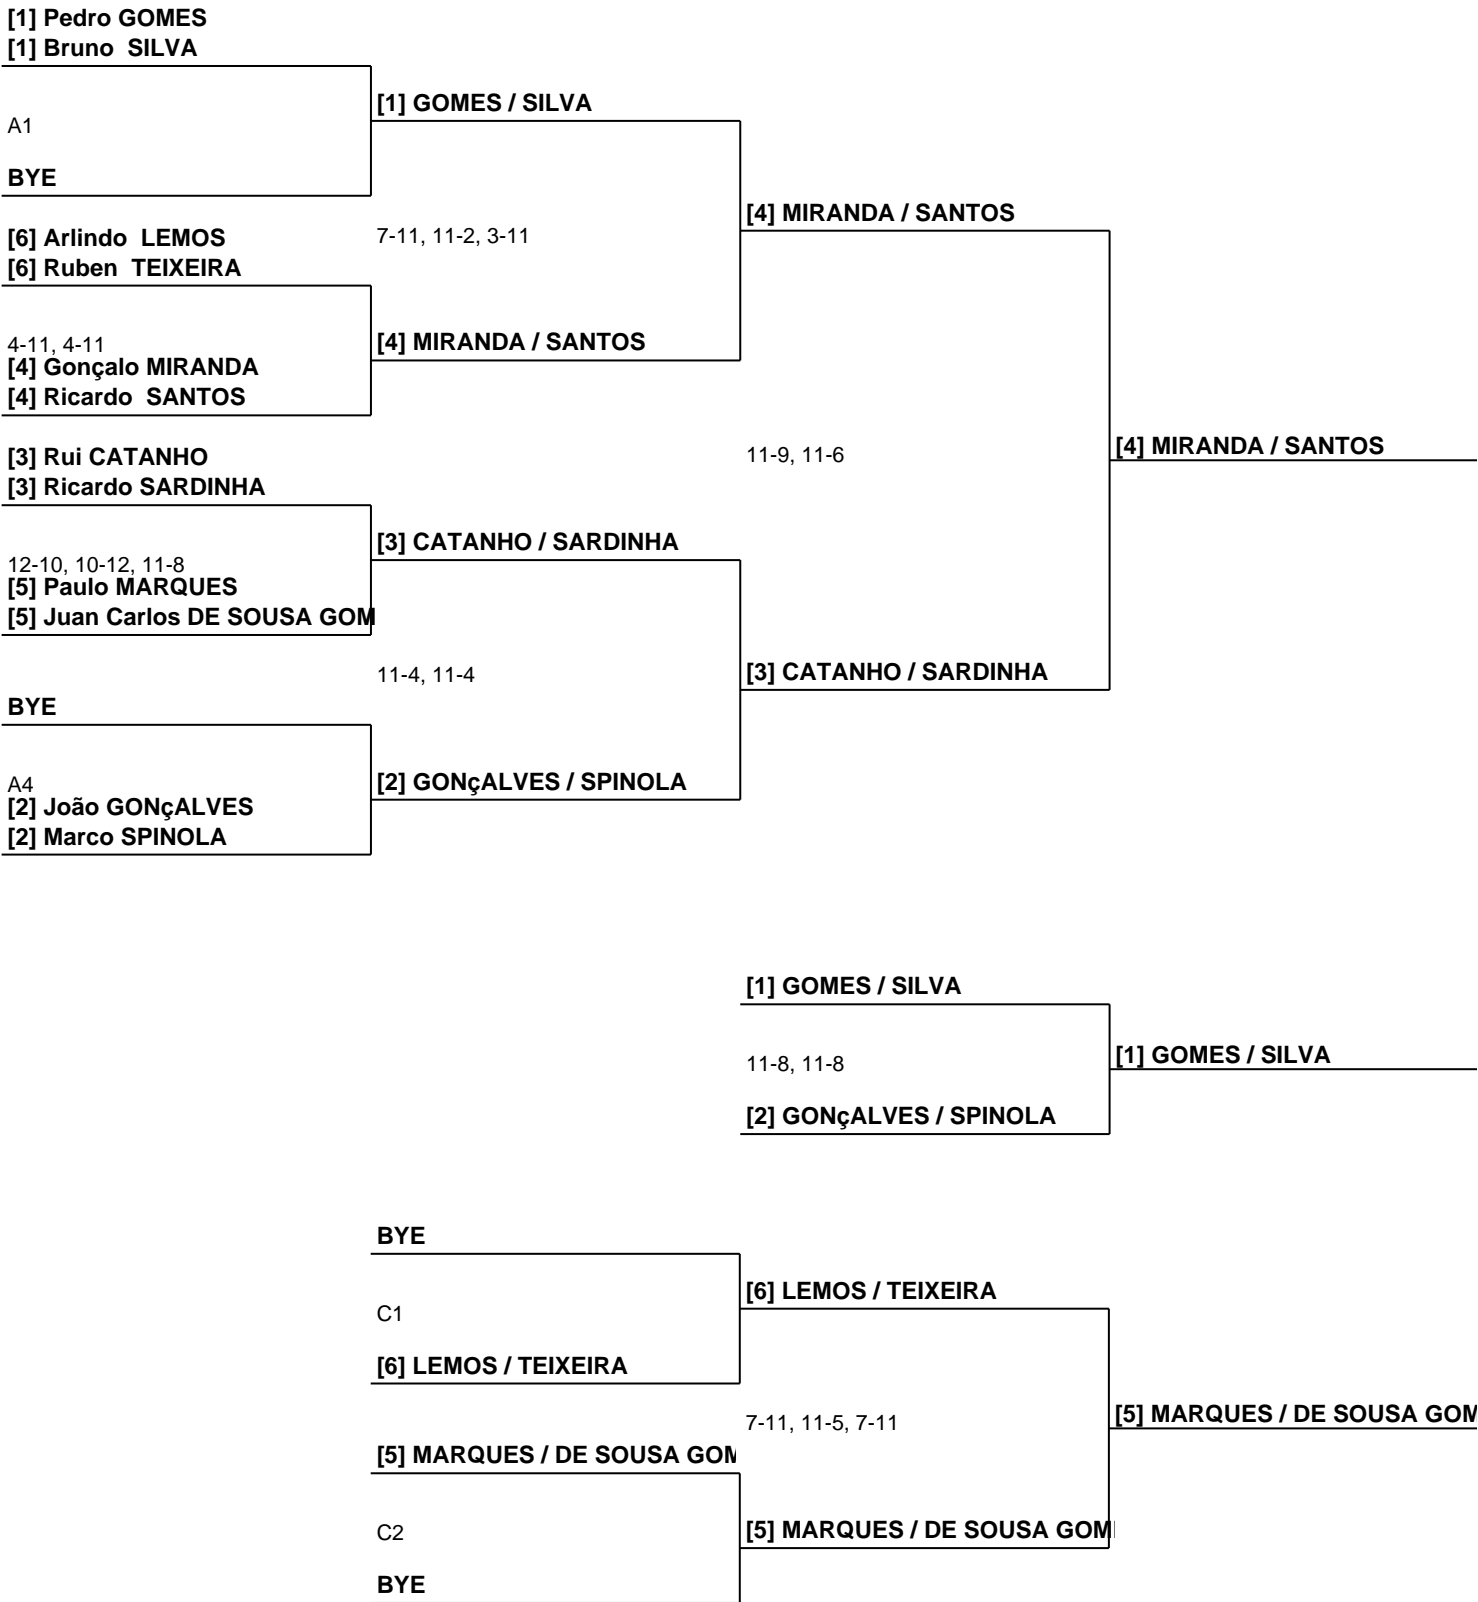 [1] Pedro GOMES
[1] Bruno  SILVA
[1] GOMES / SILVA
A1
BYE
[4] MIRANDA / SANTOS
[6] Arlindo  LEMOS
7-11, 11-2, 3-11
[6] Ruben  TEIXEIRA
4-11, 4-11
[4] MIRANDA / SANTOS
[4] Gonçalo MIRANDA
[4] Ricardo  SANTOS
[3] Rui CATANHO
11-9, 11-6
[4] MIRANDA / SANTOS
[3] Ricardo SARDINHA
[3] CATANHO / SARDINHA
12-10, 10-12, 11-8
[5] Paulo MARQUES
[5] Juan Carlos DE SOUSA GOM
11-4, 11-4
[3] CATANHO / SARDINHA
BYE
A4
[2] GONçALVES / SPINOLA
[2] João GONçALVES
[2] Marco SPINOLA
[1] GOMES / SILVA
11-8, 11-8
[1] GOMES / SILVA
[2] GONçALVES / SPINOLA
BYE
[6] LEMOS / TEIXEIRA
C1
[6] LEMOS / TEIXEIRA
7-11, 11-5, 7-11
[5] MARQUES / DE SOUSA GOM
[5] MARQUES / DE SOUSA GOM
C2
[5] MARQUES / DE SOUSA GOM
BYE